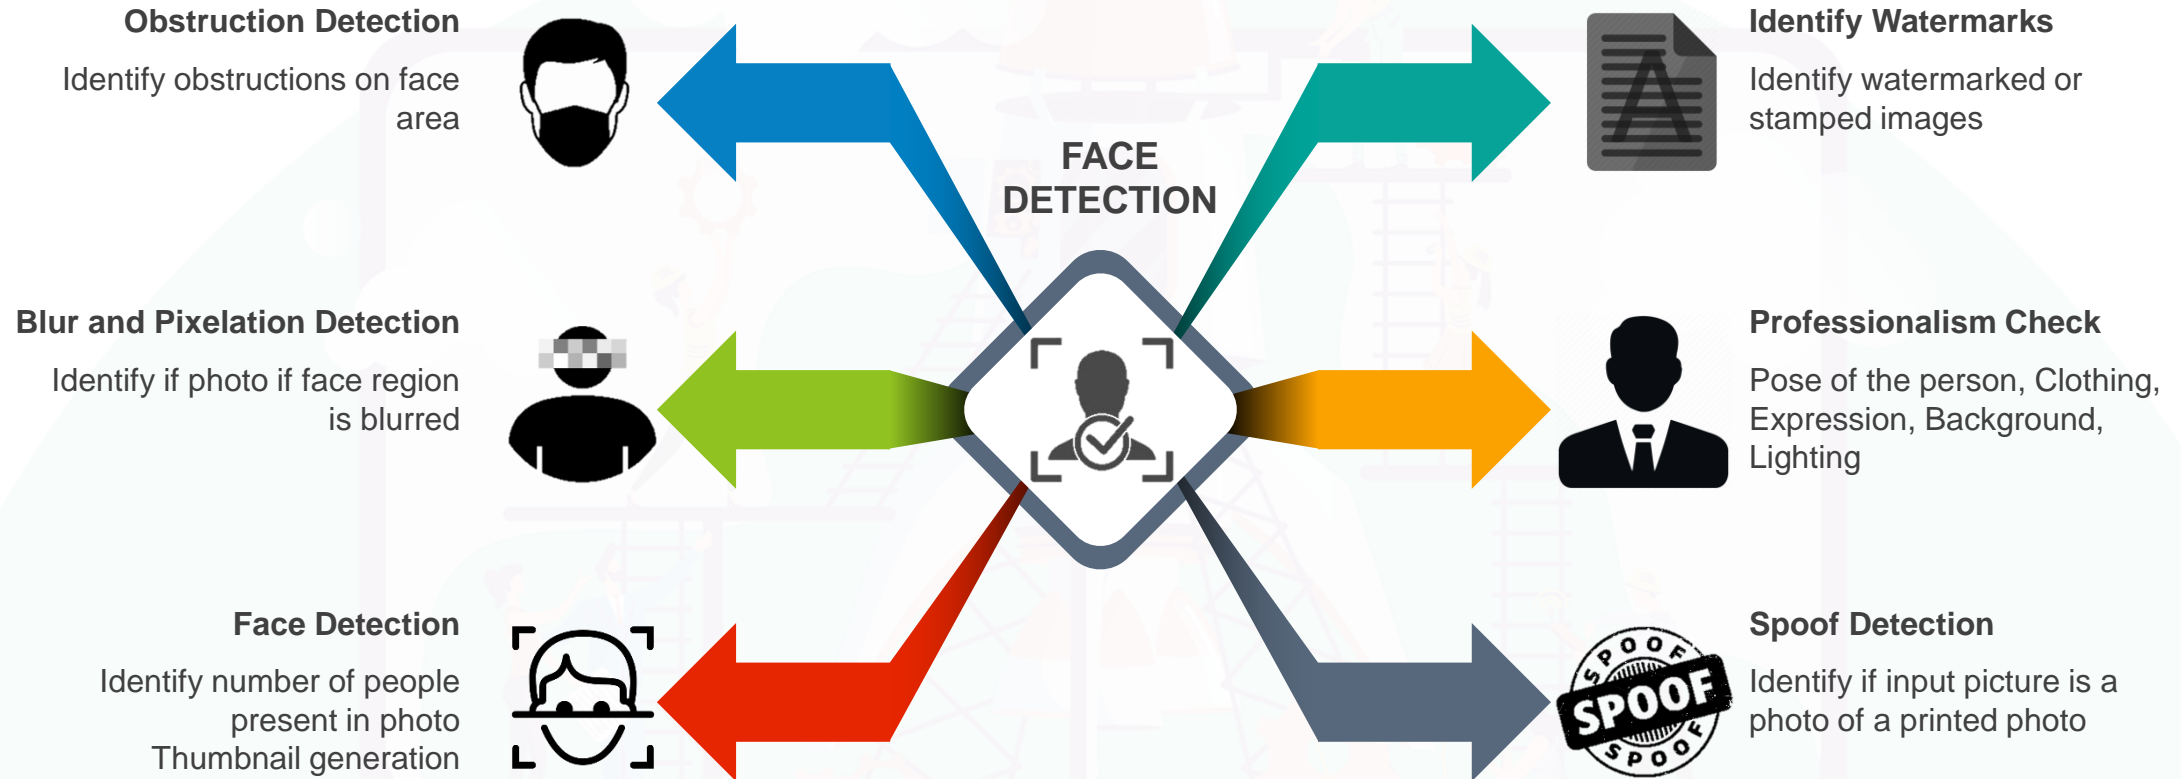 Obstruction Detection
Identify obstructions on face
area
Blur and Pixelation Detection
Identify if photo if face region
is blurred
Face Detection
Identify number of people
present in photo
Thumbnail generation
FACE
DETECTION
Identify Watermarks
Identify watermarked or
stamped images
A
Professionalism Check
Pose of the person, Clothing,
Expression, Background,
Lighting
Spoof Detection
Identify if input picture is a
photo of a printed photo
SPOOF
SPOOF
SPOOF